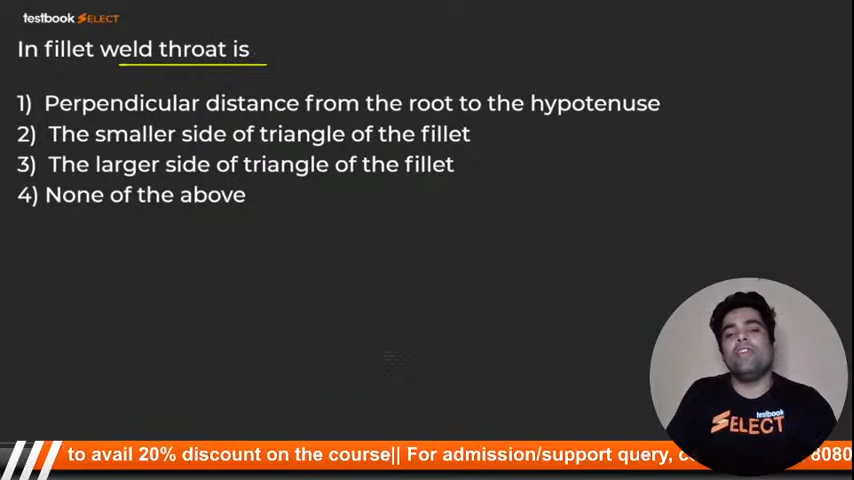 testbook SELECT
In fillet weld throat is
1) Perpendicular distance from the root to the hypotenuse
2) The smaller side of triangle of the fillet
3) The larger side of triangle of the fillet
4) None of the above
testbook
SELECT
to avail 20% discount on the course|| For admission/support query, 8080